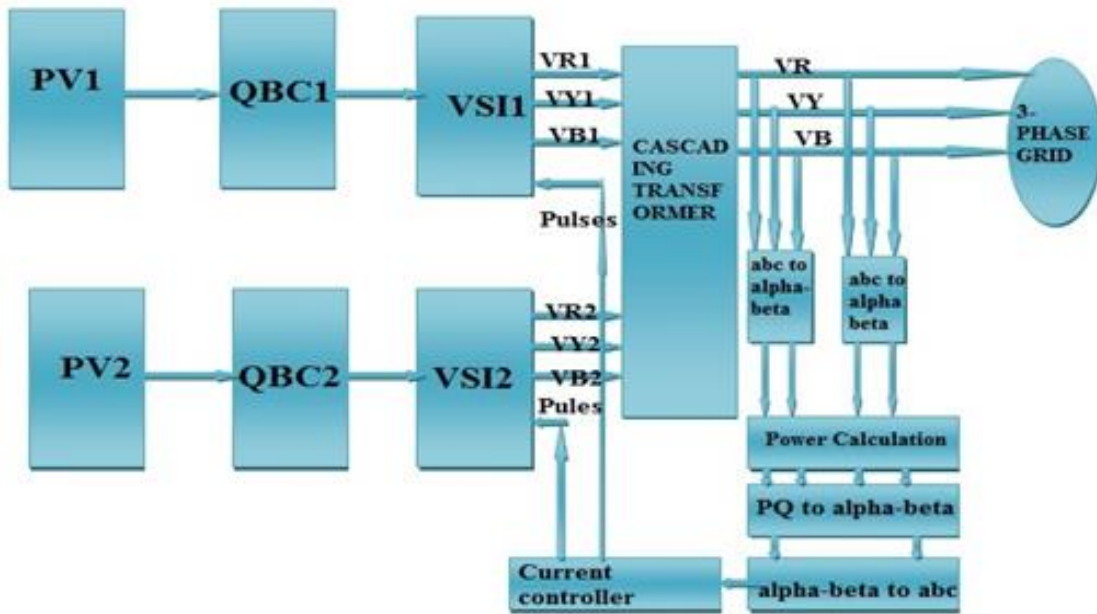 PV1
QBC1
VSI1
VR1
VY1
VB1
Pulses
CASCAD
ING
TRANSF
ORMER
VR
VY
VB
3-
PHASE
GRID
abc to
alpha-
beta
abc to
alpha
beta
PV2
QBC2
VSI2
VR2
VY2
VB2
Pules
Power Calculation
PQ to alpha-beta
alpha-beta to abc
Current
controller